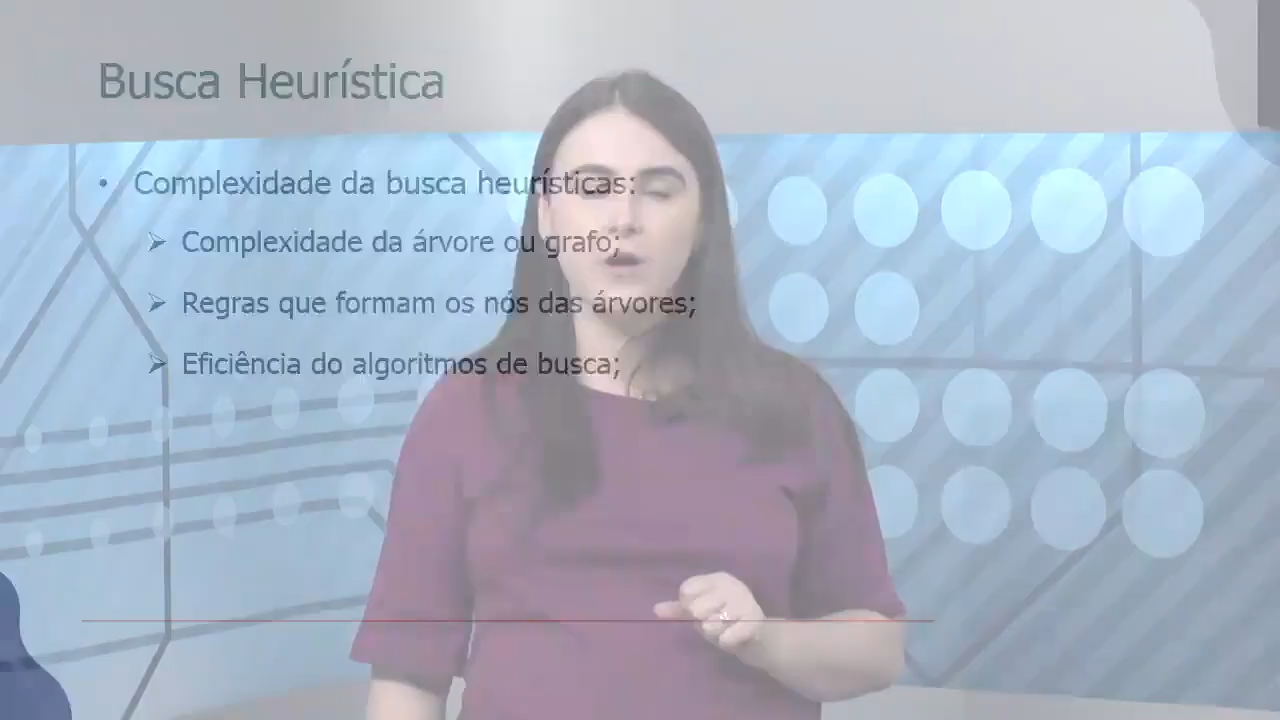 Busca Heurística
• Complexidade da busca heurísticas:
➢ Complexidade da árvore ou grafo;
➢ Regras que formam os nós das árvores;
➢ Eficiência do algoritmos de busca;